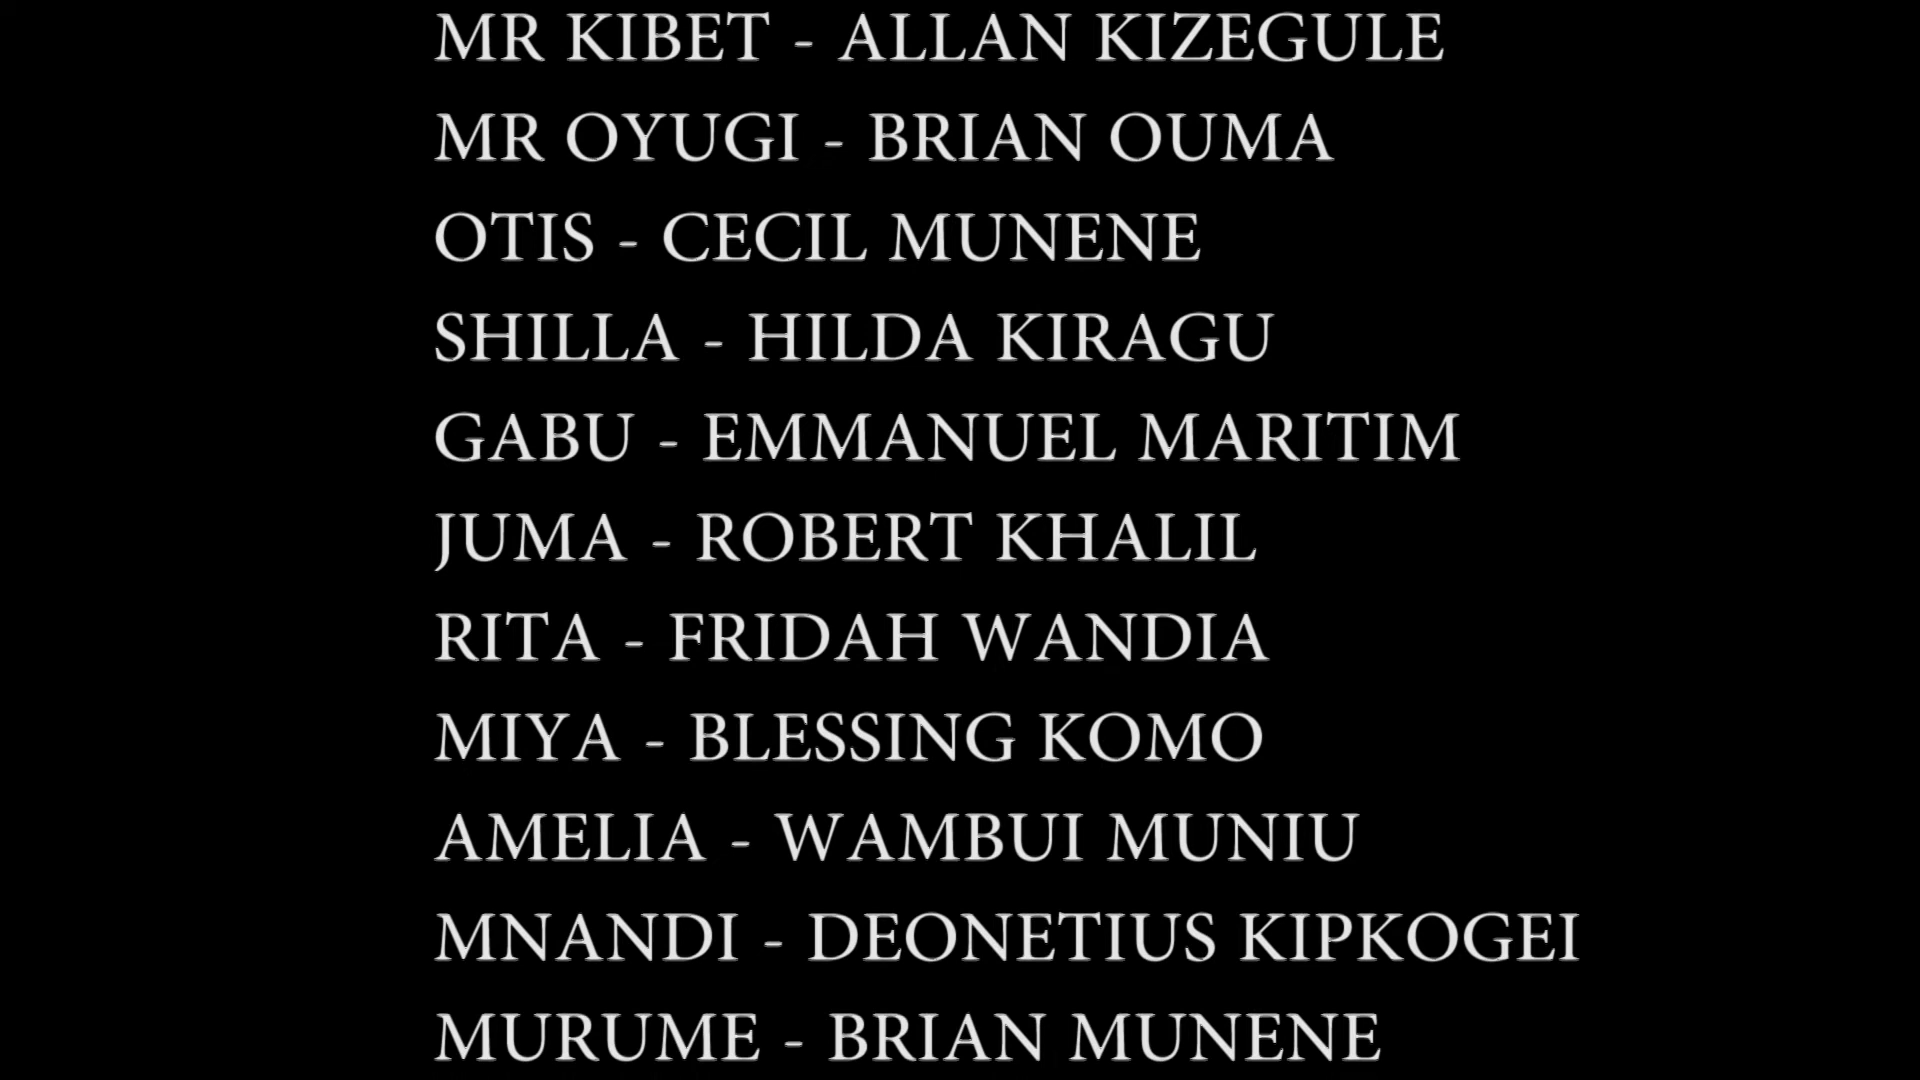 MR KIBET - ALLAN KIZEGULE
MR OYUGI - BRIAN OUMA
OTIS - CECIL MUNENE
SHILLA - HILDA KIRAGU
GABU - EMMANUEL MARITIM
JUMA - ROBERT KHALIL
RITA - FRIDAH WANDIA
MIYA - BLESSING KOMO
AMELIA - WAMBUI MUNIU
MNANDI - DEONETIUS KIPKOGEI
MURUME - BRIAN MUNENE